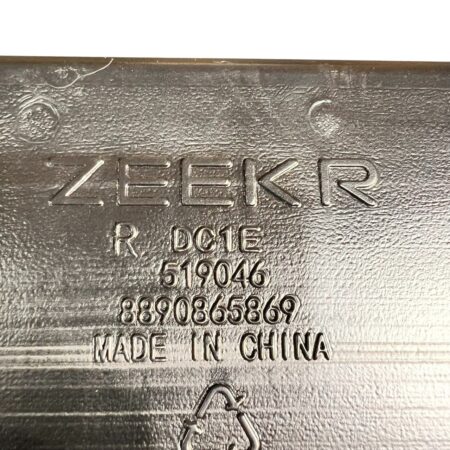 ZEEKR
R DC1E
519046
8890865869
MADE IN CHINA